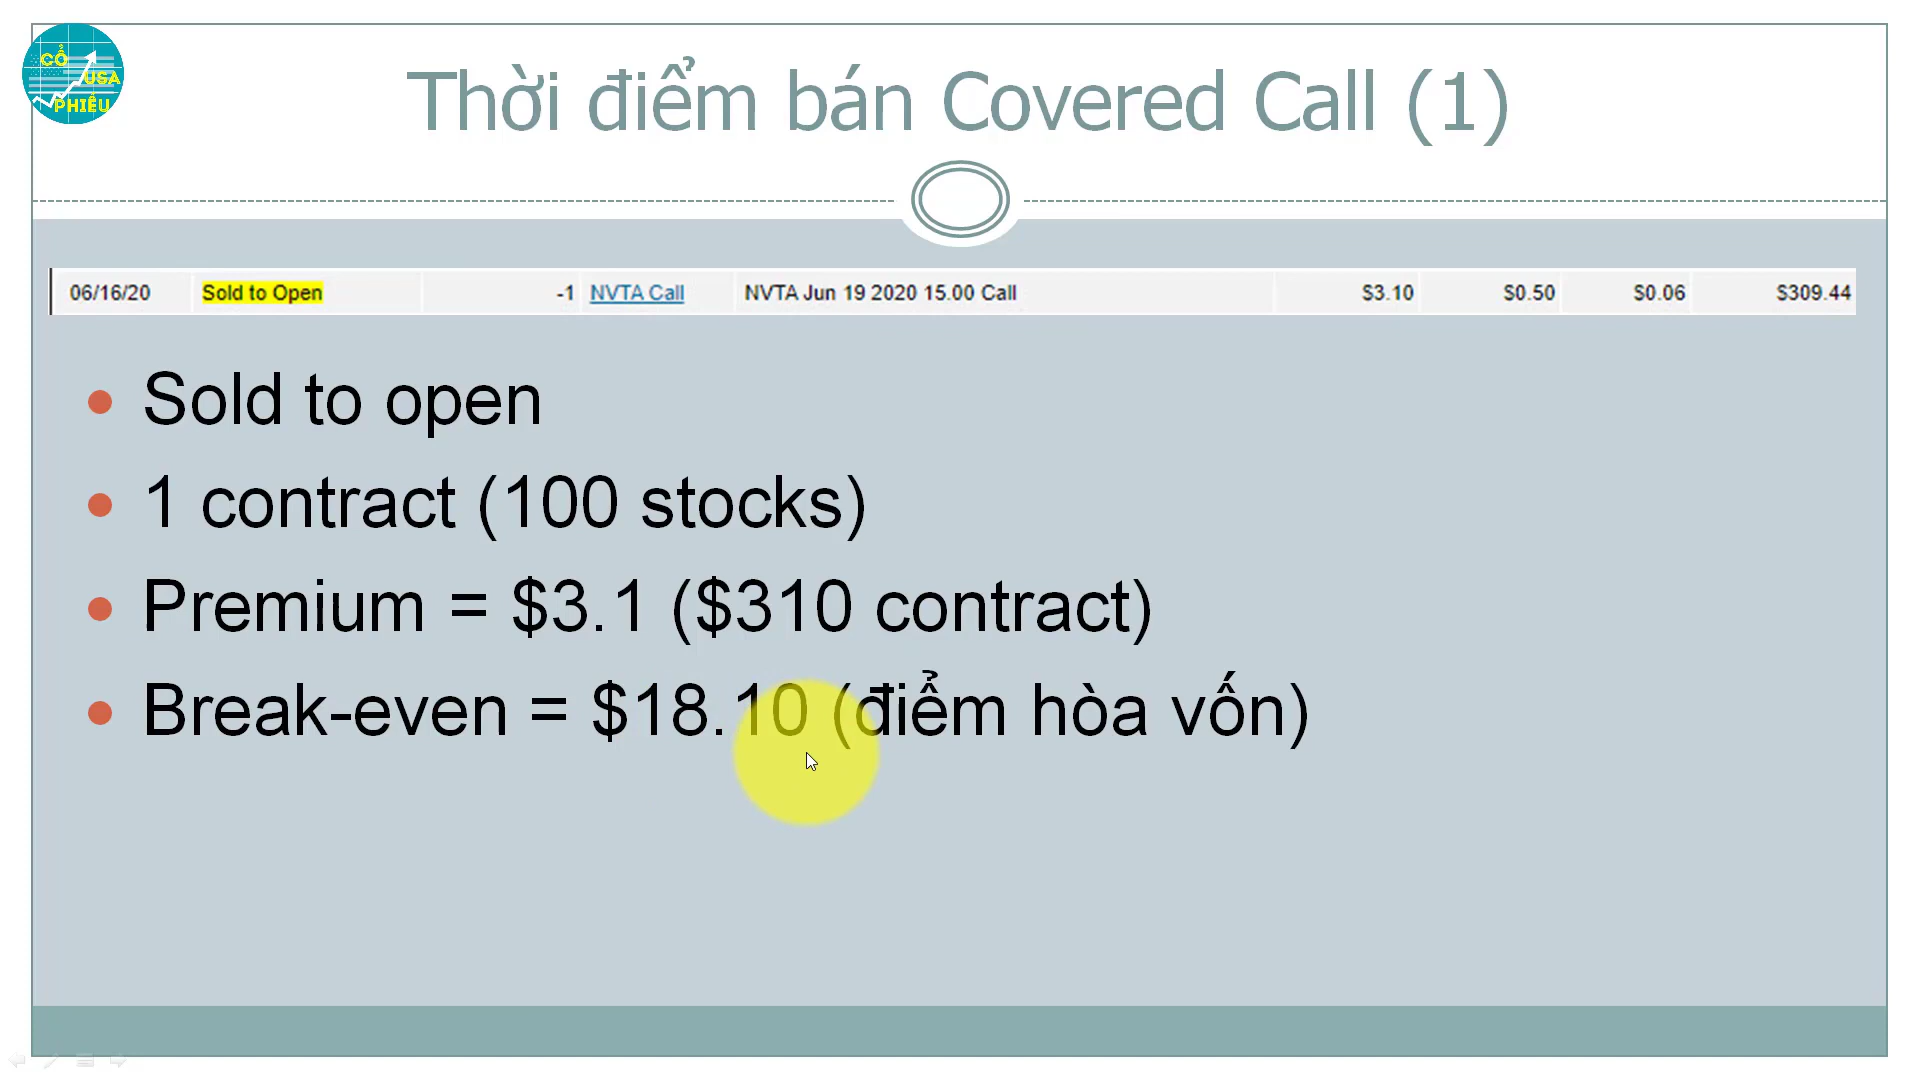 CỔ
USA
PHIẾU
Thời điểm bán Covered Call (1)
06/16/20 Sold to Open -1 NVTA Call NVTA Jun 19 2020 15.00 Call $3.10 $0.50 $0.06 $309.44
Sold to open
1 contract (100 stocks)
Premium = $3.1 ($310 contract)
Break-even = $18.10 (điểm hòa vốn)